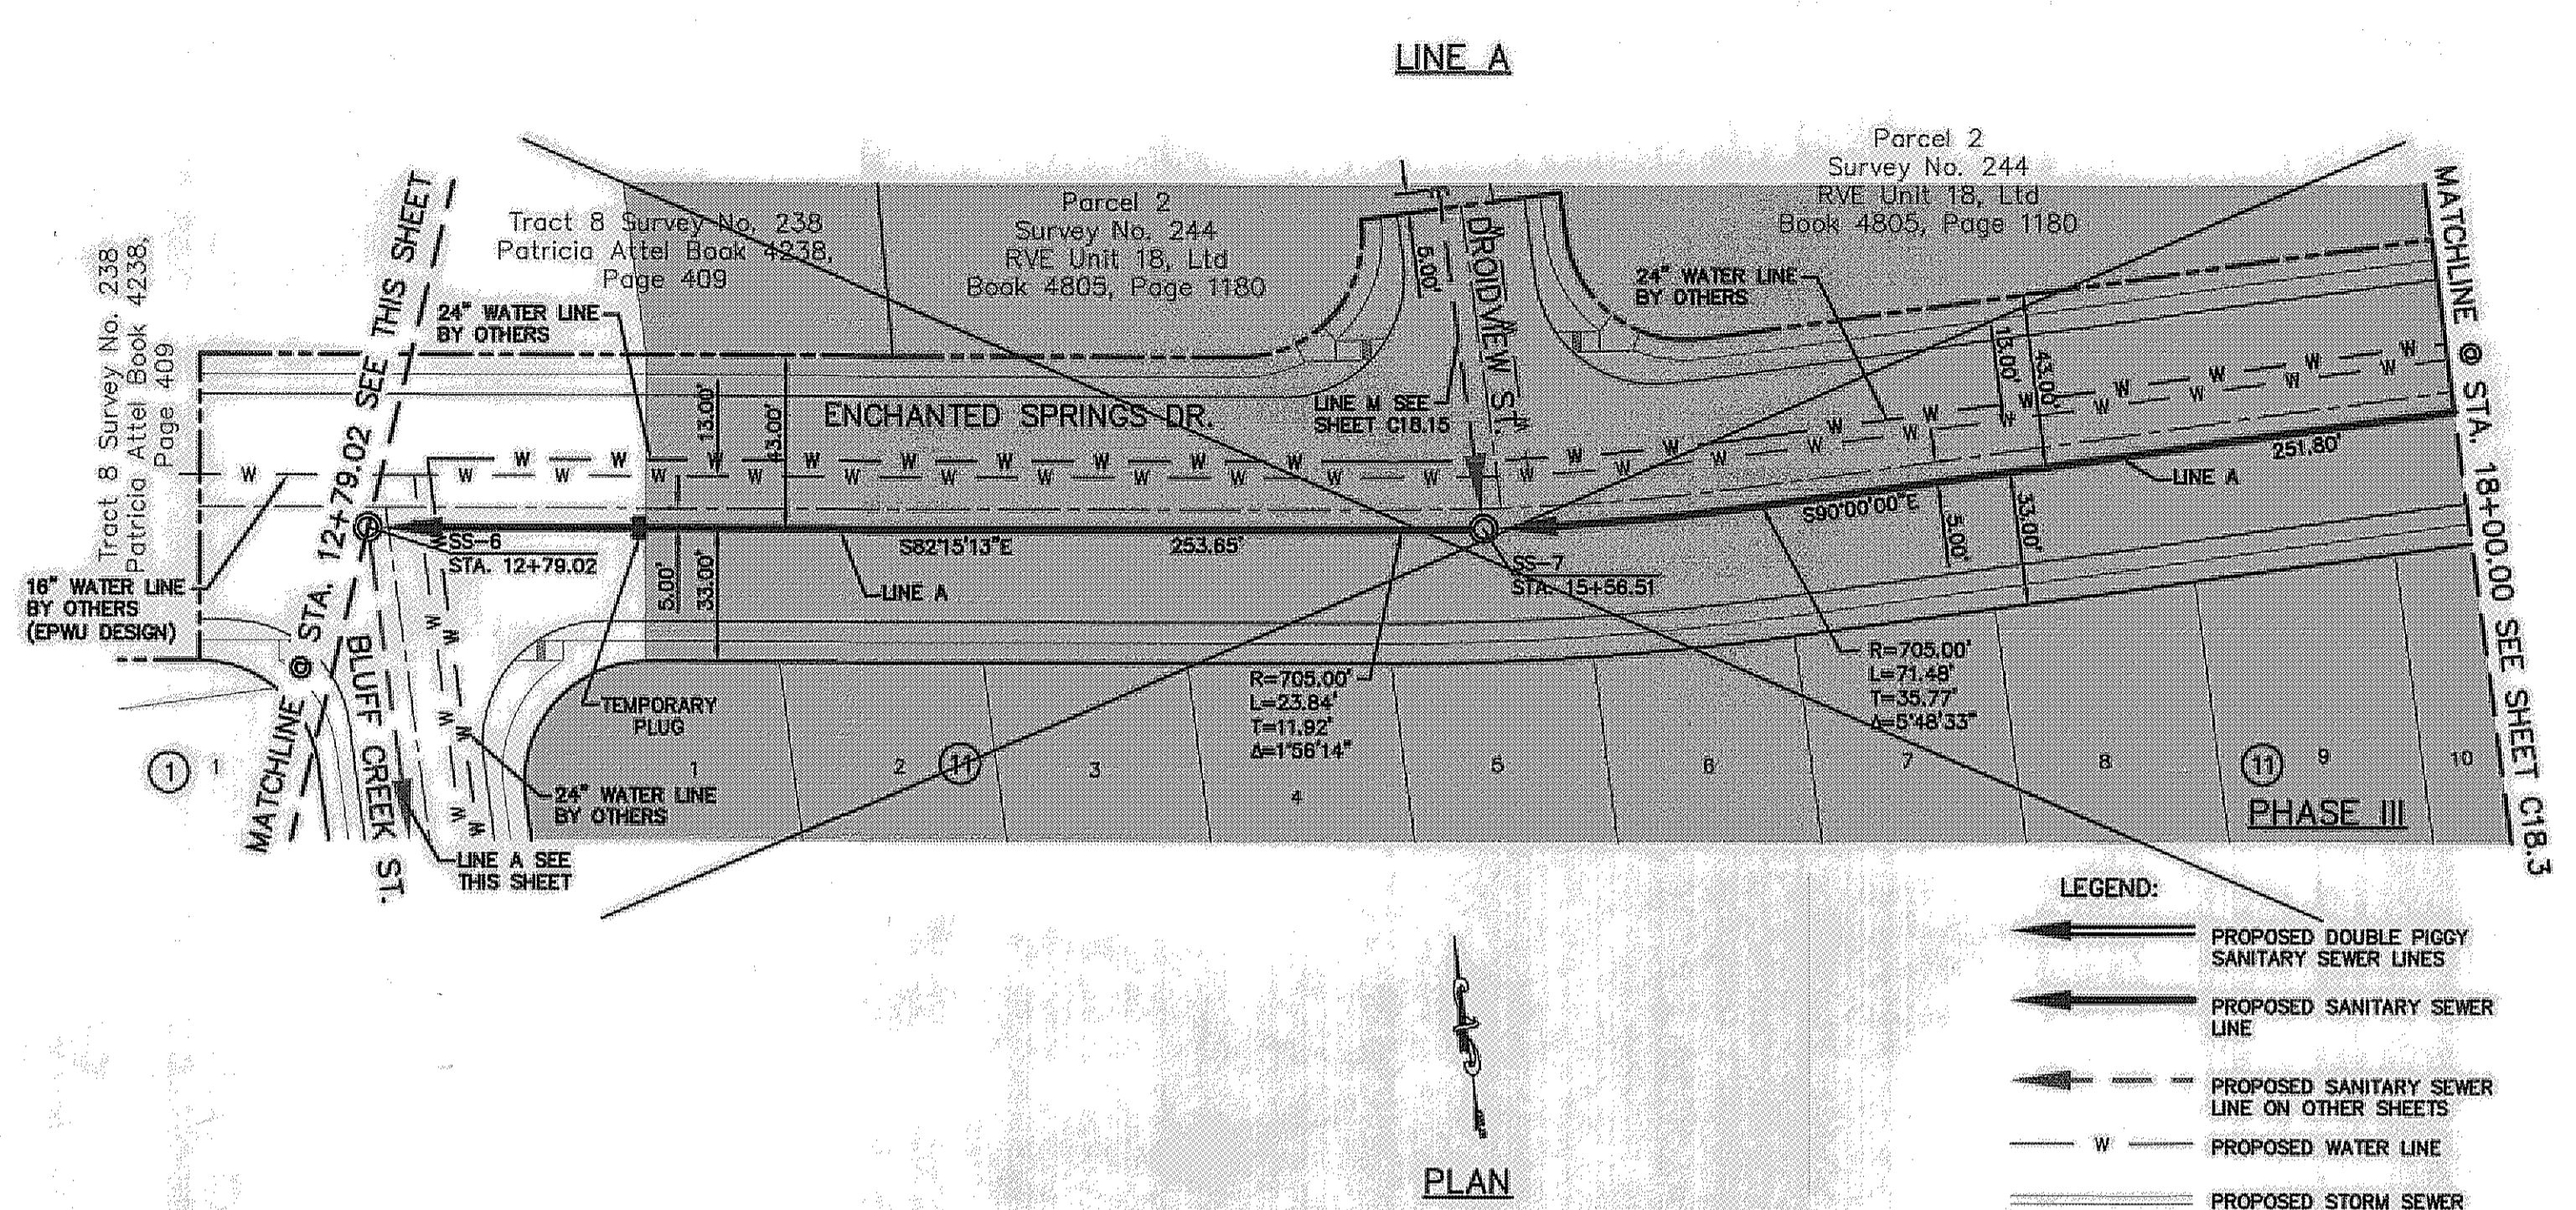 LINE A
Tract 8 Survey No. 238
Patricia Attel Book 4238,
Page 409
MATCHLINE @ STA. 12+79.02 SEE THIS SHEET
Tract 8 Survey No. 238
Patricia Attel Book 4238,
Page 409
Parcel 2
Survey No. 244
RVE Unit 18, Ltd
Book 4805, Page 1180
Parcel 2
Survey No. 244
RVE Unit 18, Ltd
Book 4805, Page 1180
MATCHLINE @ STA. 18+00.00 SEE SHEET C18.3
24" WATER LINE
BY OTHERS
24" WATER LINE
BY OTHERS
5.00'
DROIDVIEW ST.
LINE M SEE
SHEET C18.15
ENCHANTED SPRINGS DR.
13.00'
43.00'
13.00'
43.00'
W W W W W W W W W
W W W W W W W W W W W W
W W W W W W W W W
W W W W W W W W W W
16" WATER LINE
BY OTHERS
(EPWU DESIGN)
SS-6
STA. 12+79.02
S82°15'13"E
253.65'
LINE A
5.00'
33.00'
SS-7
STA. 15+56.51
S90°00'00"E
251.80'
LINE A
5.00'
33.00'
R=705.00'
L=23.84'
T=11.92'
Δ=1°56'14"
R=705.00'
L=71.48'
T=35.77'
Δ=5°48'33"
TEMPORARY
PLUG
BLUFF CREEK ST.
W W
W W
W W
24" WATER LINE
BY OTHERS
LINE A SEE
THIS SHEET
1 1
1 2 11 3 4 5 6 7 8 11 9 10
PHASE III
LEGEND:
PROPOSED DOUBLE PIGGY
SANITARY SEWER LINES
PROPOSED SANITARY SEWER
LINE
PROPOSED SANITARY SEWER
LINE ON OTHER SHEETS
W PROPOSED WATER LINE
PROPOSED STORM SEWER
PLAN